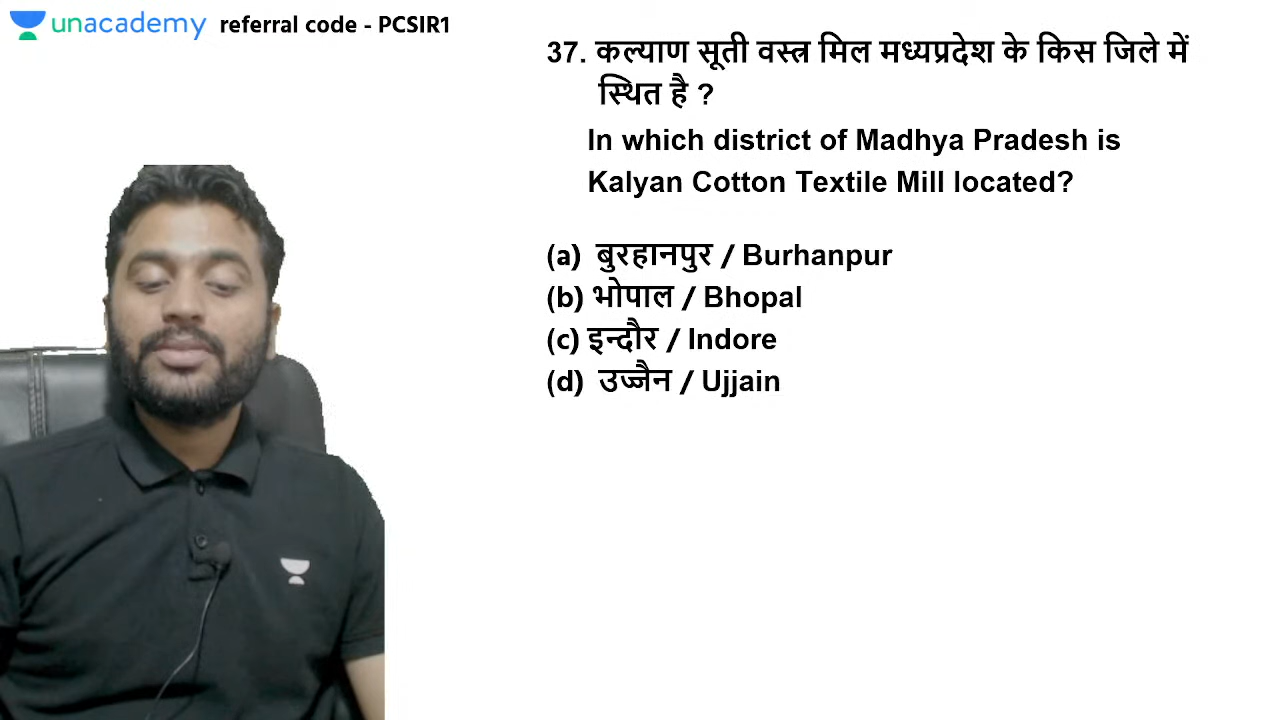 unacademy referral code - PCSIR1
37. कल्याण सूती वस्त्र मिल मध्यप्रदेश के किस जिले में
स्थित है ?
In which district of Madhya Pradesh is
Kalyan Cotton Textile Mill located?
(a) बुरहानपुर / Burhanpur
(b) भोपाल / Bhopal
(c) इन्दौर / Indore
(d) उज्जैन / Ujjain